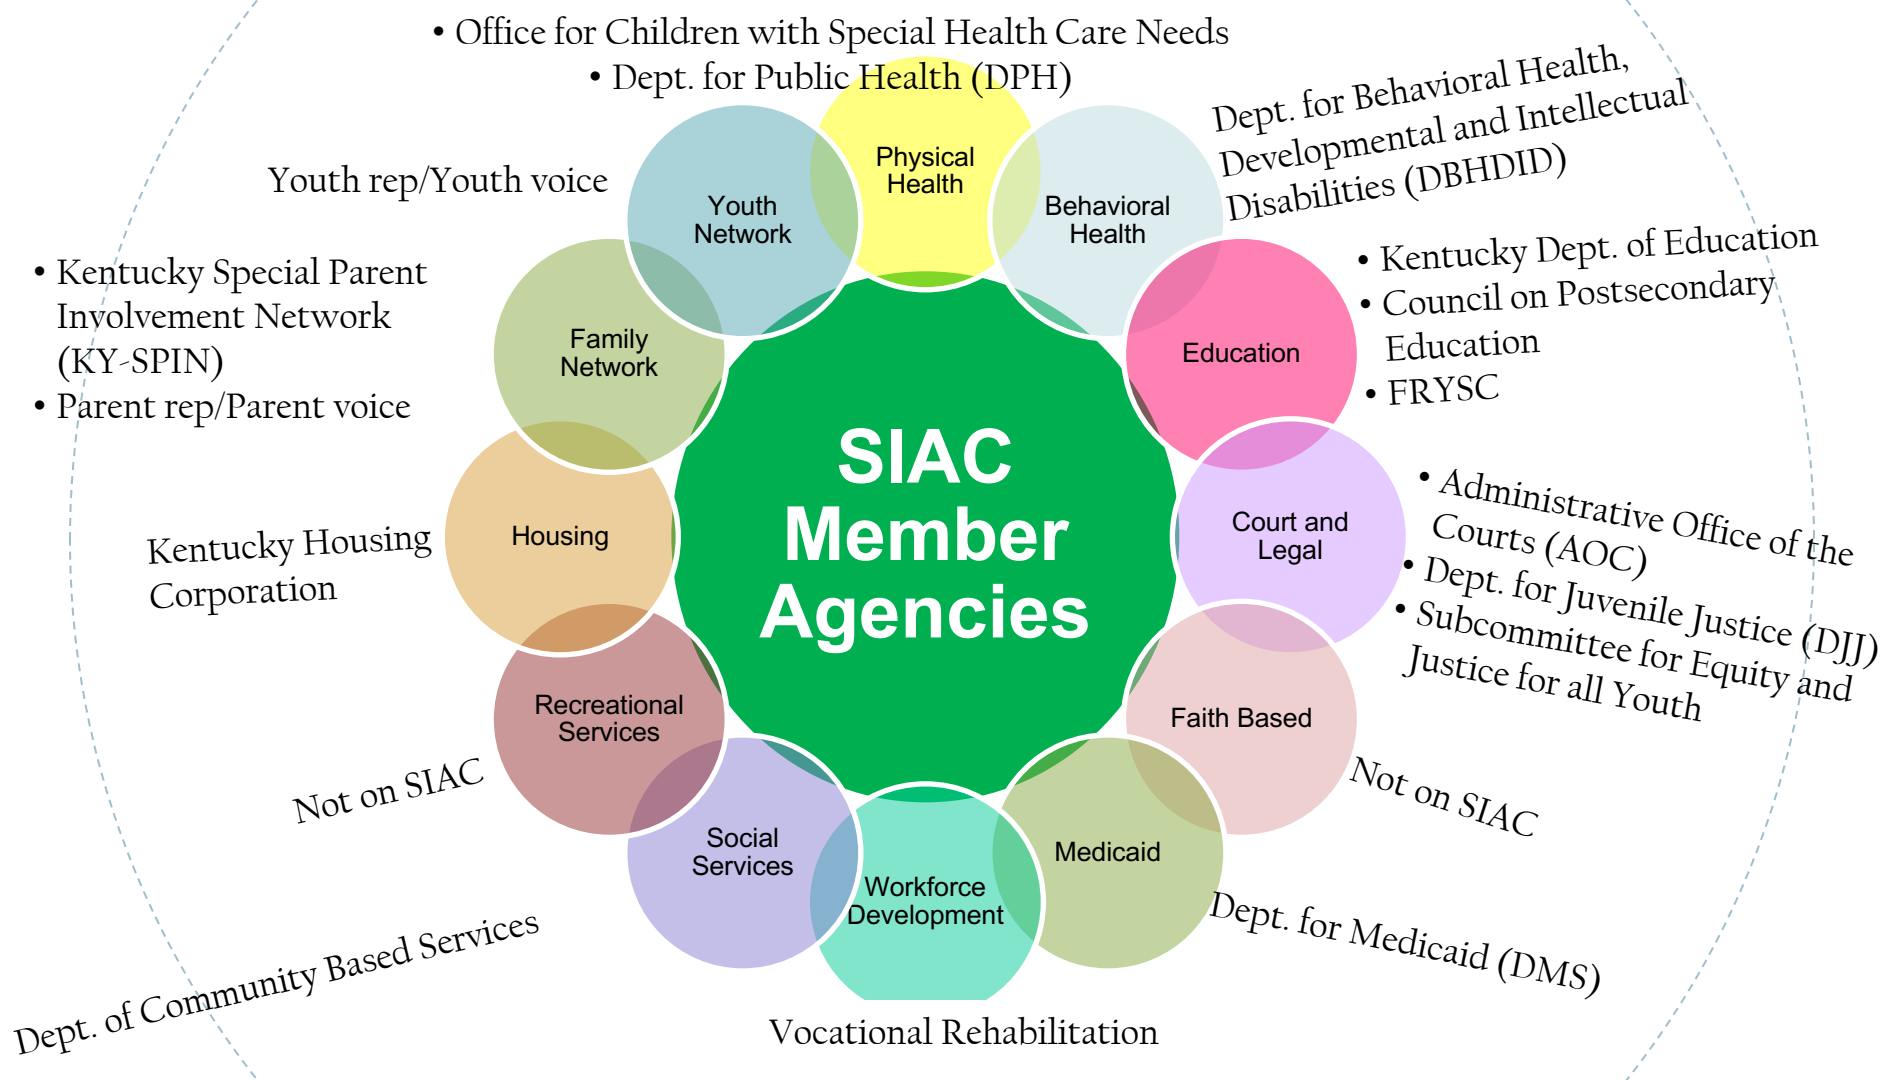 • Office for Children with Special Health Care Needs
• Dept. for Public Health (DPH)
Physical
Health
Dept. for Behavioral Health,
Developmental and Intellectual
Disabilities (DBHDID)
Behavioral
Health
• Kentucky Dept. of Education
• Council on Postsecondary
Education
• FRYSC
Education
• Administrative Office of the
Courts (AOC)
• Dept. for Juvenile Justice (DJJ)
• Subcommittee for Equity and
Justice for all Youth
Court and
Legal
Faith Based
Not on SIAC
Medicaid
Dept. for Medicaid (DMS)
Workforce
Development
Vocational Rehabilitation
Social
Services
Dept. of Community Based Services
Recreational
Services
Not on SIAC
Housing
Kentucky Housing
Corporation
Family
Network
• Kentucky Special Parent
Involvement Network
(KY-SPIN)
• Parent rep/Parent voice
Youth
Network
Youth rep/Youth voice
SIAC
Member
Agencies